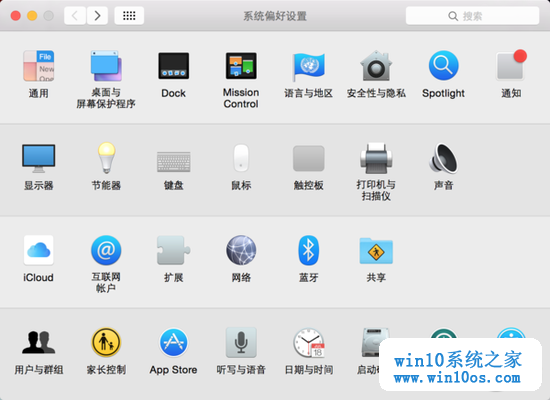 系统偏好设置
搜索
File
New
Ope
通用
桌面与
屏幕保护程序
Dock
Mission
Control
语言与地区
安全性与隐私
Spotlight
通知
显示器
节能器
键盘
鼠标
触控板
打印机与
扫描仪
声音
iCloud
互联网
帐户
扩展
网络
蓝牙
共享
18
用户与群组
家长控制
App Store
听写与语音
日期与时间
启动
win10系统之家
www.win10os.com